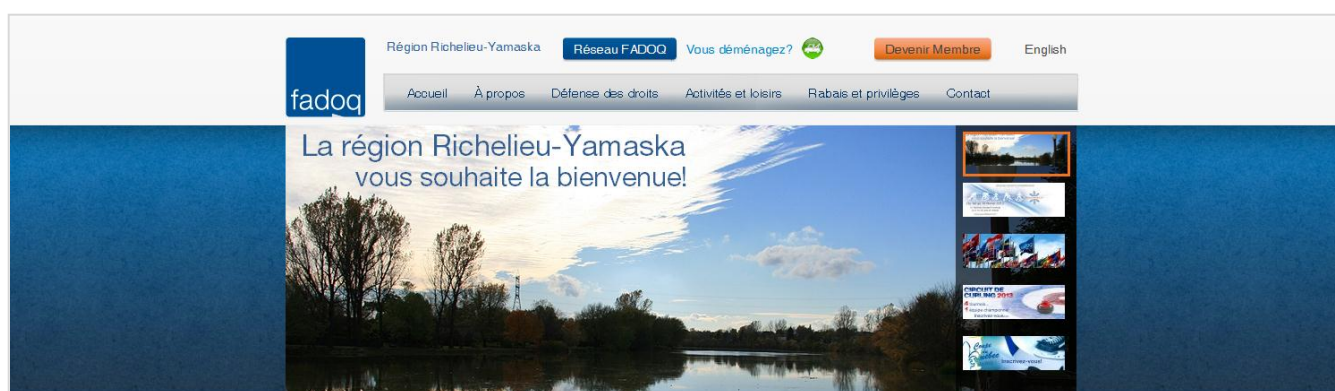 Région Richelieu-Yamaska
Réseau FADOQ
Vous déménagez?
Devenir Membre
English
fadoq
Accueil
À propos
Défense des droits
Activités et loisirs
Rabais et privilèges
Contact
La région Richelieu-Yamaska
vous souhaite la bienvenue!
CIRCUIT DE
CURLING 2013
Inscrivez-vous!